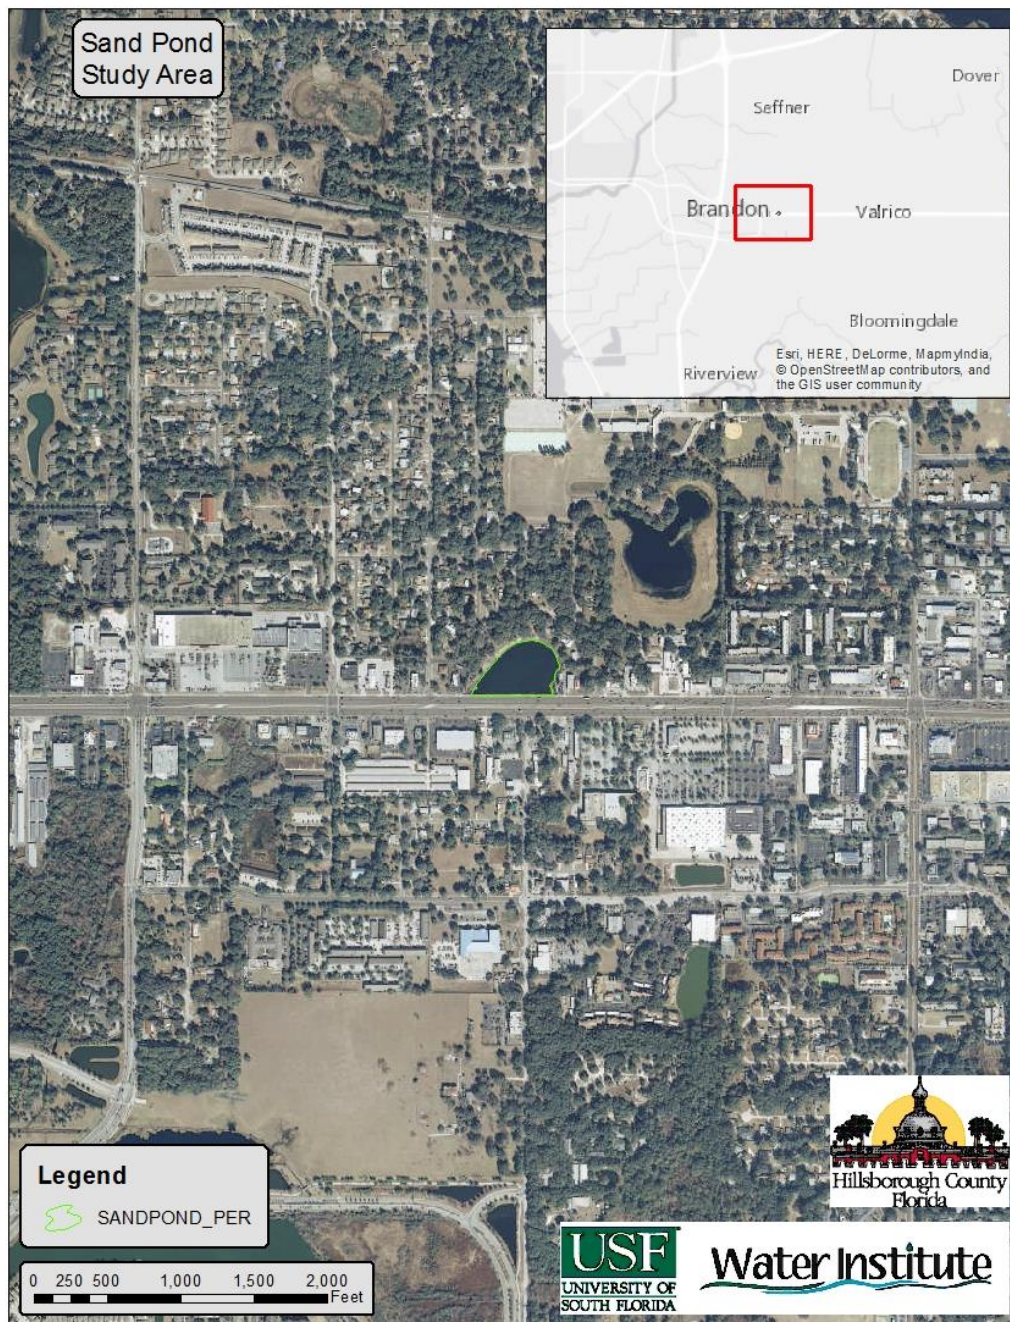 Sand Pond
Study Area
Dover
Seffner
Brandon
Valrico
Bloomingdale
Riverview
Esri, HERE, DeLorme, MapmyIndia,
© OpenStreetMap contributors, and
the GIS user community
Legend
SANDPOND_PER
0 250 500 1,000 1,500 2,000
Feet
Hillsborough County
Florida
USF
UNIVERSITY OF
SOUTH FLORIDA
Water Institute